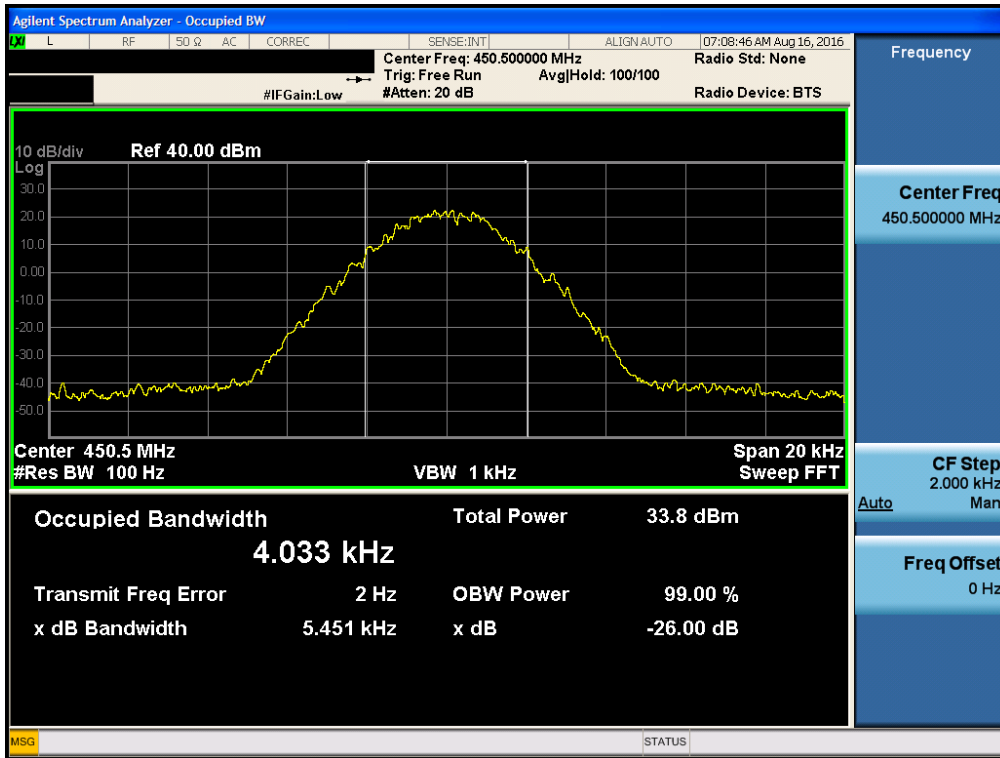 Agilent Spectrum Analyzer - Occupied BW
LXI L RF 50 Ω AC CORREC SENSE:INT ALIGN AUTO 07:08:46 AM Aug 16, 2016
Center Freq: 450.500000 MHz Radio Std: None
Trig: Free Run Avg|Hold: 100/100
#IFGain:Low #Atten: 20 dB Radio Device: BTS
10 dB/div Ref 40.00 dBm
Log
30.0
20.0
10.0
0.00
-10.0
-20.0
-30.0
-40.0
-50.0
Center 450.5 MHz Span 20 kHz
#Res BW 100 Hz VBW 1 kHz Sweep FFT
Occupied Bandwidth Total Power 33.8 dBm
4.033 kHz
Transmit Freq Error 2 Hz OBW Power 99.00 %
x dB Bandwidth 5.451 kHz x dB -26.00 dB
Frequency
Center Freq
450.500000 MHz
CF Step
2.000 kHz
Auto Man
Freq Offset
0 Hz
MSG STATUS